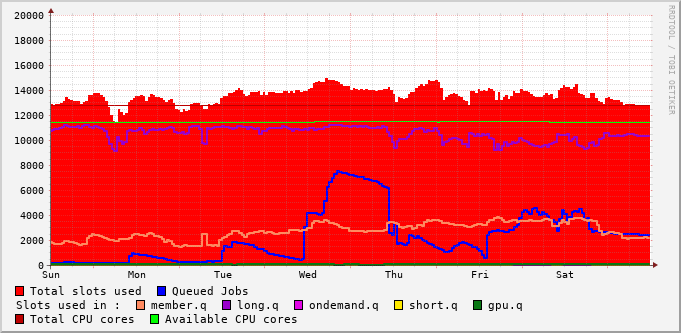 20000
18000
16000
14000
12000
10000
8000
6000
4000
2000
0
Sun Mon Tue Wed Thu Fri Sat
RRDTOOL / TOBI OETIKER
Total slots used Queued Jobs
Slots used in : member.q long.q ondemand.q short.q gpu.q
Total CPU cores Available CPU cores